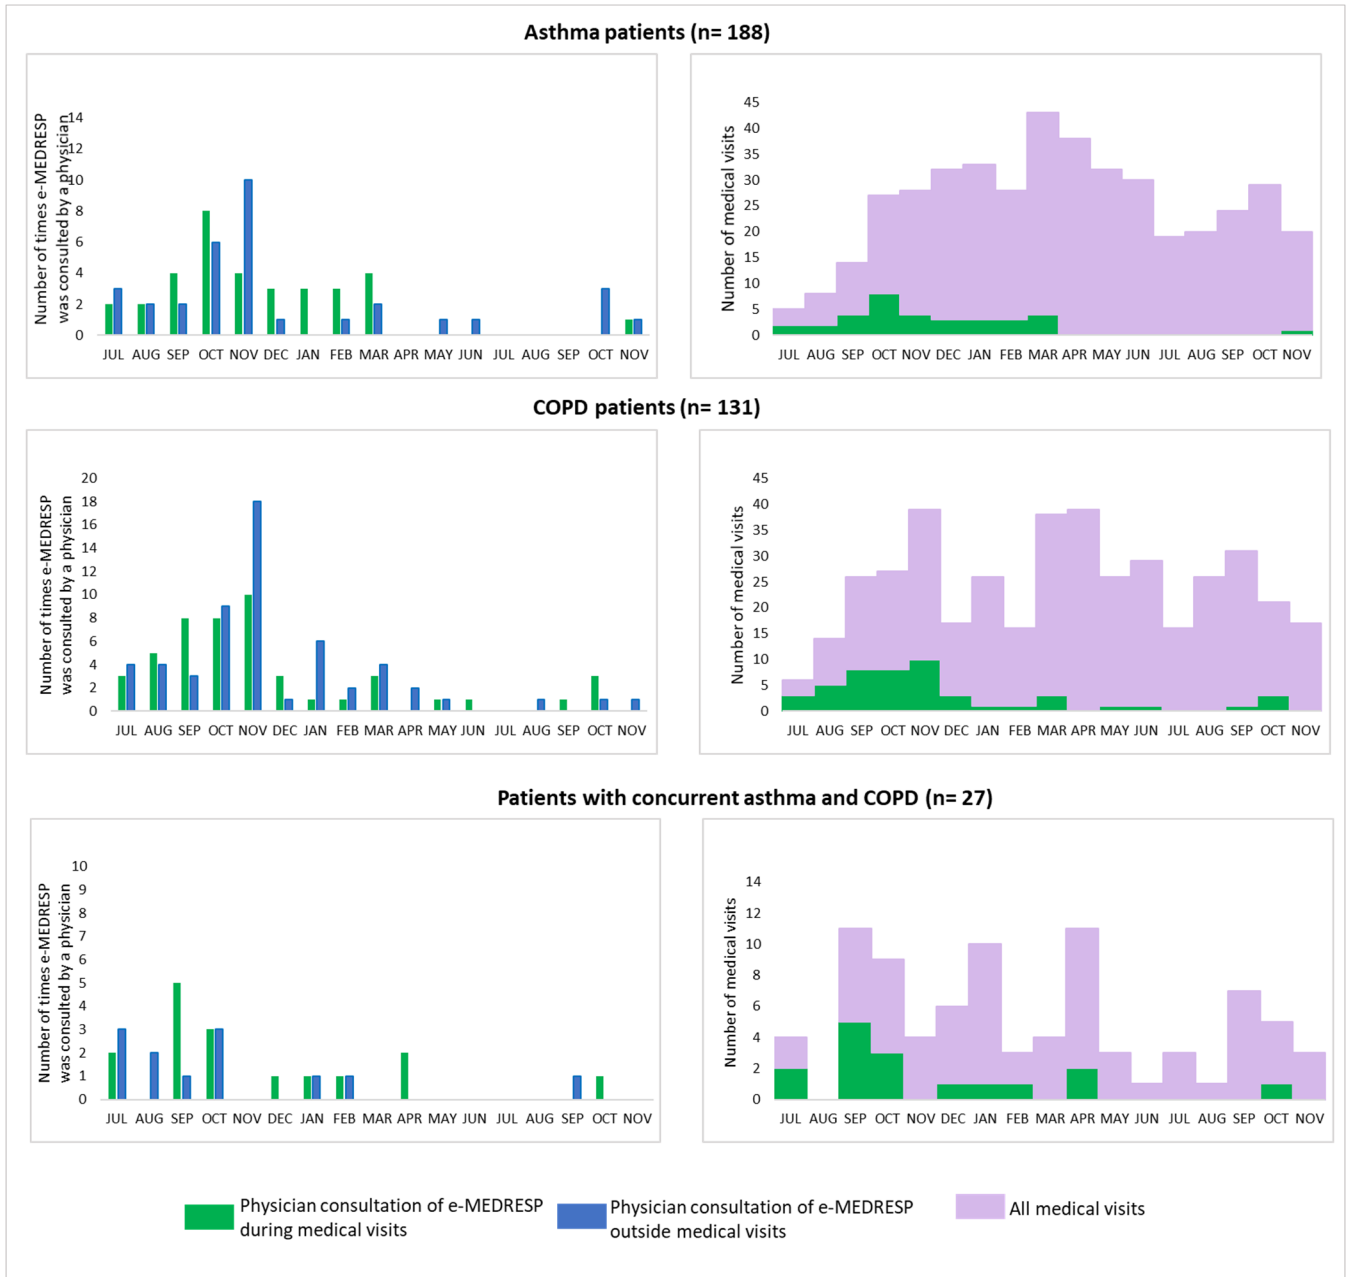 Asthma patients (n= 188)
Number of times e-MEDRESP
was consulted by a physician
14
12
10
8
6
4
2
0
JUL AUG SEP OCT NOV DEC JAN FEB MAR APR MAY JUN JUL AUG SEP OCT NOV
Number of medical visits
45
40
35
30
25
20
15
10
5
0
JUL AUG SEP OCT NOV DEC JAN FEB MAR APR MAY JUN JUL AUG SEP OCT NOV
COPD patients (n= 131)
Number of times e-MEDRESP
was consulted by a physician
20
18
16
14
12
10
8
6
4
2
0
JUL AUG SEP OCT NOV DEC JAN FEB MAR APR MAY JUN JUL AUG SEP OCT NOV
Number of medical visits
45
40
35
30
25
20
15
10
5
0
JUL AUG SEP OCT NOV DEC JAN FEB MAR APR MAY JUN JUL AUG SEP OCT NOV
Patients with concurrent asthma and COPD (n= 27)
Number of times e-MEDRESP
was consulted by a physician
10
9
8
7
6
5
4
3
2
1
0
JUL AUG SEP OCT NOV DEC JAN FEB MAR APR MAY JUN JUL AUG SEP OCT NOV
Number of medical visits
14
12
10
8
6
4
2
0
JUL AUG SEP OCT NOV DEC JAN FEB MAR APR MAY JUN JUL AUG SEP OCT NOV
Physician consultation of e-MEDRESP
during medical visits
Physician consultation of e-MEDRESP
outside medical visits
All medical visits